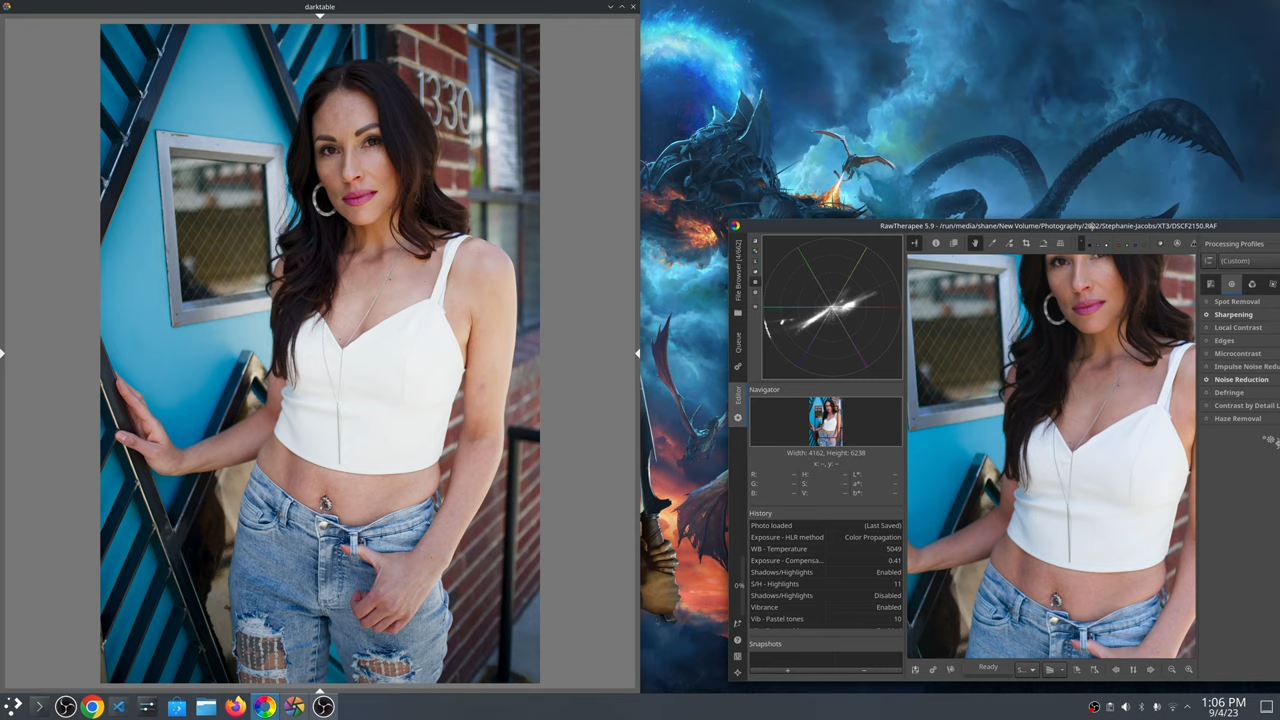 darktable
1330
RawTherapee 5.9 - /run/media/shane/New Volume/Photography/2022/Stephanie-Jacobs/XT3/DSCF2150.RAF
File Browser [4/662]
Queue
Editor
0%
Processing Profiles
(Custom)
Spot Removal
Sharpening
Local Contrast
Edges
Microcontrast
Impulse Noise Redu
Noise Reduction
Defringe
Contrast by Detail L
Haze Removal
Navigator
Width: 4162, Height: 6238
x: --, y: --
R: -- H: -- L*: --
G: -- S: -- a*: --
B: -- V: -- b*: --
History
Photo loaded (Last Saved)
Exposure - HLR method Color Propagation
WB - Temperature 5049
Exposure - Compensa... 0.41
Shadows/Highlights Enabled
S/H - Highlights 11
Shadows/Highlights Disabled
Vibrance Enabled
Vib - Pastel tones 10
Snapshots
Ready
S...
1:06 PM
9/4/23